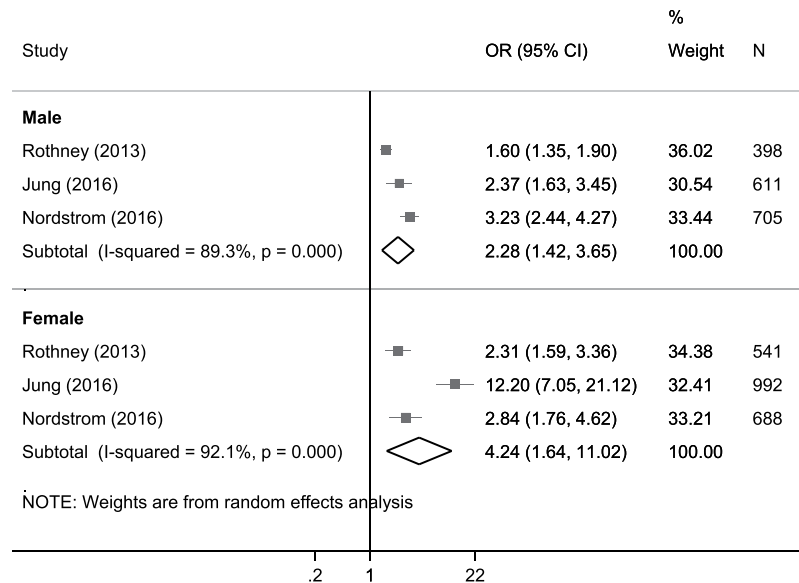 %
Study OR (95% CI) Weight N
Male
Rothney (2013) 1.60 (1.35, 1.90) 36.02 398
Jung (2016) 2.37 (1.63, 3.45) 30.54 611
Nordstrom (2016) 3.23 (2.44, 4.27) 33.44 705
Subtotal (I-squared = 89.3%, p = 0.000) 2.28 (1.42, 3.65) 100.00
.
Female
Rothney (2013) 2.31 (1.59, 3.36) 34.38 541
Jung (2016) 12.20 (7.05, 21.12) 32.41 992
Nordstrom (2016) 2.84 (1.76, 4.62) 33.21 688
Subtotal (I-squared = 92.1%, p = 0.000) 4.24 (1.64, 11.02) 100.00
.
NOTE: Weights are from random effects analysis
.2 1 22